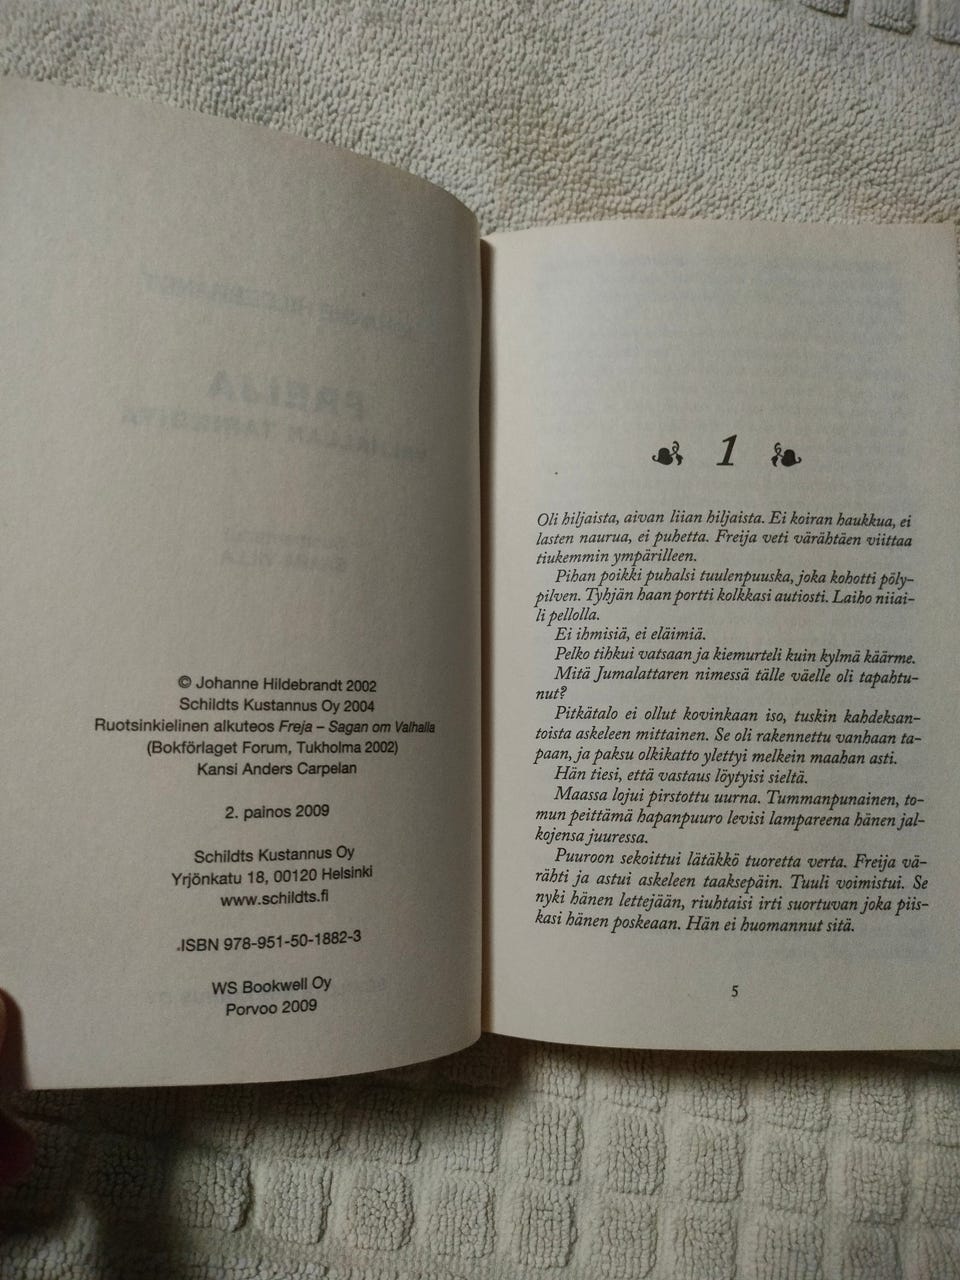 © Johanne Hildebrandt 2002
Schildts Kustannus Oy 2004
Ruotsinkielinen alkuteos Freja – Sagan om Valhalla
(Bokförlaget Forum, Tukholma 2002)
Kansi Anders Carpelan
2. painos 2009
Schildts Kustannus Oy
Yrjönkatu 18, 00120 Helsinki
www.schildts.fi
ISBN 978-951-50-1882-3
WS Bookwell Oy
Porvoo 2009
1
Oli hiljaista, aivan liian hiljaista. Ei koiran haukkua, ei
lasten naurua, ei puhetta. Freija veti värähtäen viittaa
tiukemmin ympärilleen.
Pihan poikki puhalsi tuulenpuuska, joka kohotti pöly-
pilven. Tyhjän haan portti kolkkasi autiosti. Laiho niiai-
li pellolla.
Ei ihmisiä, ei eläimiä.
Pelko tihkui vatsaan ja kiemurteli kuin kylmä käärme.
Mitä Jumalattaren nimessä tälle väelle oli tapahtu-
nut?
Pitkätalo ei ollut kovinkaan iso, tuskin kahdeksan-
toista askeleen mittainen. Se oli rakennettu vanhaan ta-
paan, ja paksu olkikatto ylettyi melkein maahan asti.
Hän tiesi, että vastaus löytyisi sieltä.
Maassa lojui pirstottu uurna. Tummanpunainen, to-
mun peittämä hapanpuuro levisi lampareena hänen jal-
kojensa juuressa.
Puuroon sekoittui lätäkkö tuoretta verta. Freija vä-
rähti ja astui askeleen taaksepäin. Tuuli voimistui. Se
nyki hänen lettejään, riuhtaisi irti suortuvan joka piis-
kasi hänen poskeaan. Hän ei huomannut sitä.
5